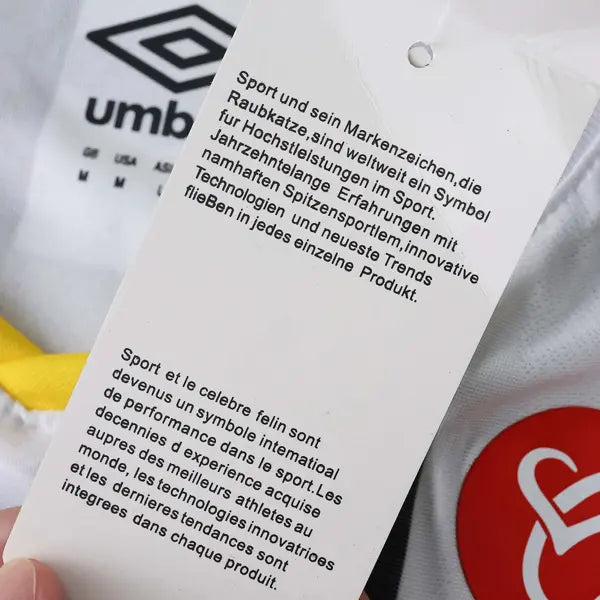 umb
GB USA ASI
M M L
Sport und sein Markenzeichen,die
Raubkatze,sind weltweit ein Symbol
fur Hochstleistungen im Sport.
Jahrzehntelange Erfahrungen mit
namhaften Spitzensportlem,innovative
Technologien und neueste Trends
flieBen in jedes einzelne Produkt.
Sport et le celebre felin sont
devenus un symbole intematioal
de performance dans le sport.Les
decennies d experience acquise
aupres des meilleurs athletes au
monde, les technologies innovatrioes
et les dernieres tendances sont
integrees dans chaque produit.